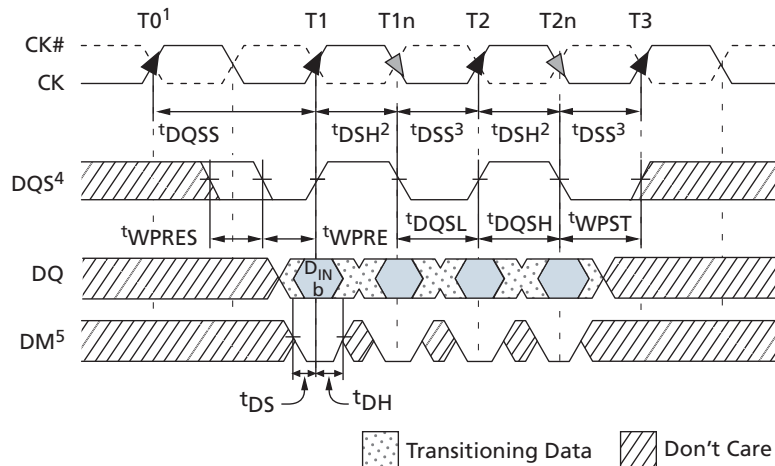 T0¹ T1 T1n T2 T2n T3
CK#
CK
ᵗDQSS ᵗDSH² ᵗDSS³ ᵗDSH² ᵗDSS³
DQS⁴
ᵗWPRES ᵗWPRE ᵗDQSL ᵗDQSH ᵗWPST
DQ
D_IN
b
DM⁵
ᵗDS ᵗDH
Transitioning Data Don't Care